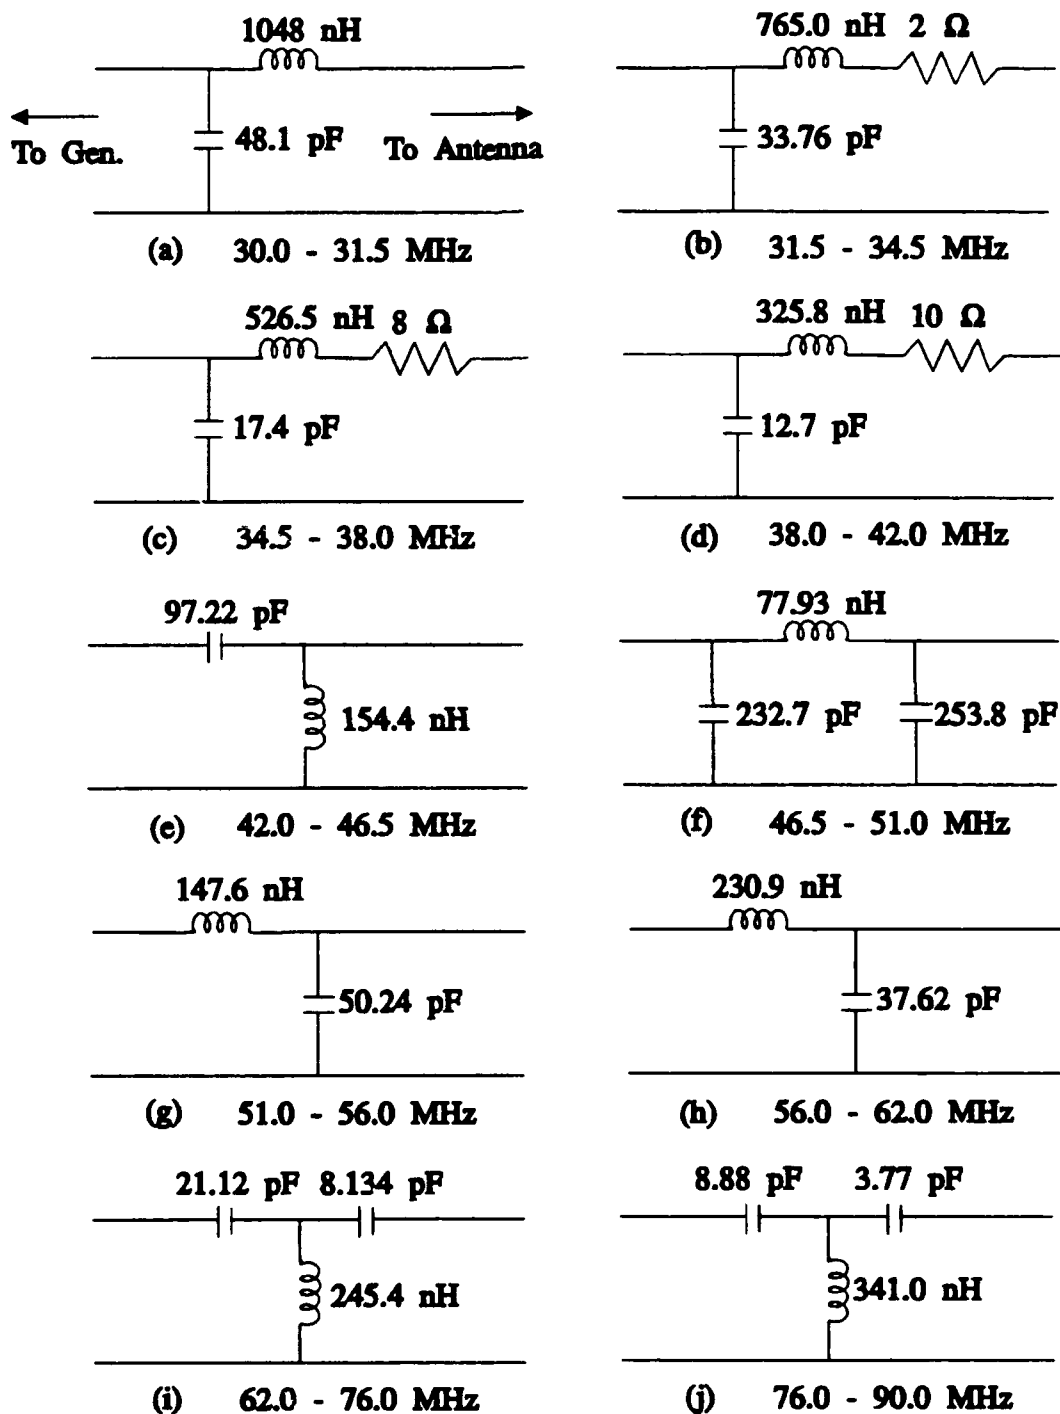 1048 nH
To Gen.
48.1 pF
To Antenna
(a) 30.0 - 31.5 MHz
765.0 nH 2 Ω
33.76 pF
(b) 31.5 - 34.5 MHz
526.5 nH 8 Ω
17.4 pF
(c) 34.5 - 38.0 MHz
325.8 nH 10 Ω
12.7 pF
(d) 38.0 - 42.0 MHz
97.22 pF
154.4 nH
(e) 42.0 - 46.5 MHz
77.93 nH
232.7 pF 253.8 pF
(f) 46.5 - 51.0 MHz
147.6 nH
50.24 pF
(g) 51.0 - 56.0 MHz
230.9 nH
37.62 pF
(h) 56.0 - 62.0 MHz
21.12 pF 8.134 pF
245.4 nH
(i) 62.0 - 76.0 MHz
8.88 pF 3.77 pF
341.0 nH
(j) 76.0 - 90.0 MHz